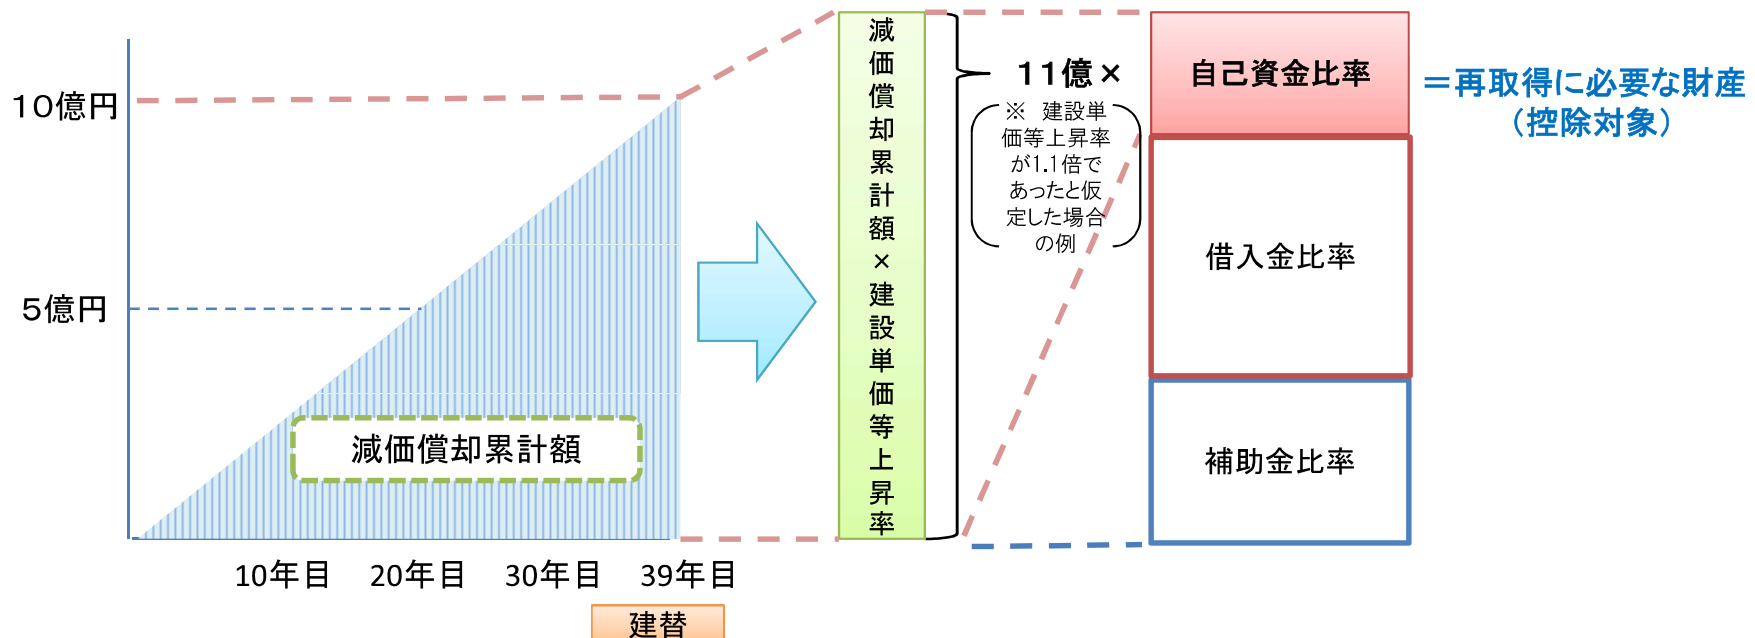 10億円
5億円
減価償却累計額
10年目
20年目
30年目
39年目
建替
減価償却累計額×建設単価等上昇率
11億×
※ 建設単
価等上昇率
が1.1倍で
あったと仮
定した場合
の例
自己資金比率
借入金比率
補助金比率
＝再取得に必要な財産
（控除対象）